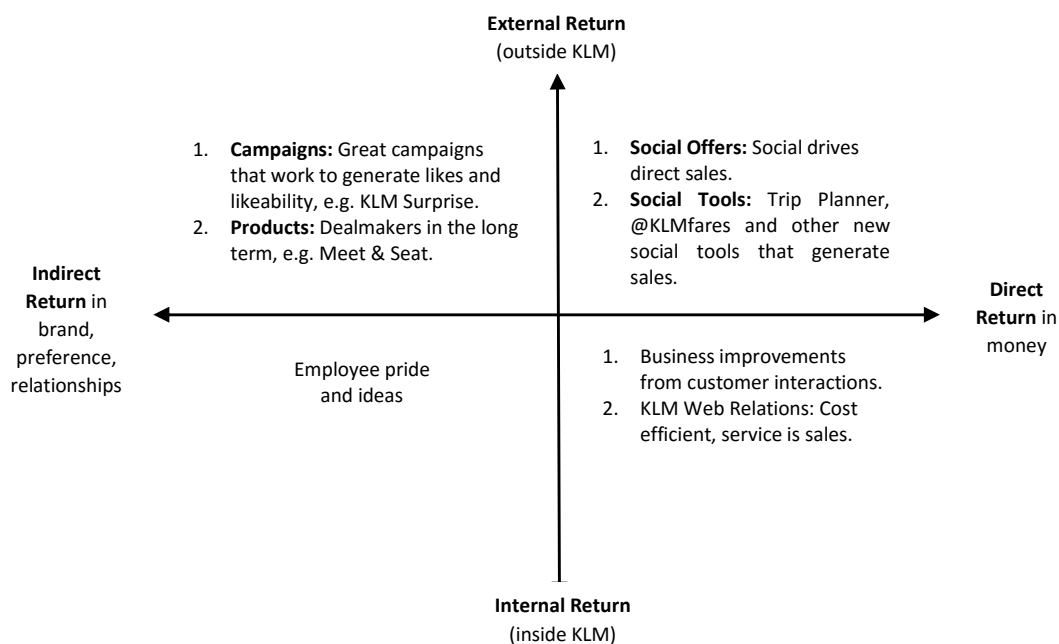 External Return
(outside KLM)
1. Campaigns: Great campaigns
that work to generate likes and
likeability, e.g. KLM Surprise.
2. Products: Dealmakers in the long
term, e.g. Meet & Seat.
1. Social Offers: Social drives
direct sales.
2. Social Tools: Trip Planner,
@KLMfares and other new
social tools that generate
sales.
Indirect
Return in
brand,
preference,
relationships
Direct
Return in
money
Employee pride
and ideas
1. Business improvements
from customer interactions.
2. KLM Web Relations: Cost
efficient, service is sales.
Internal Return
(inside KLM)